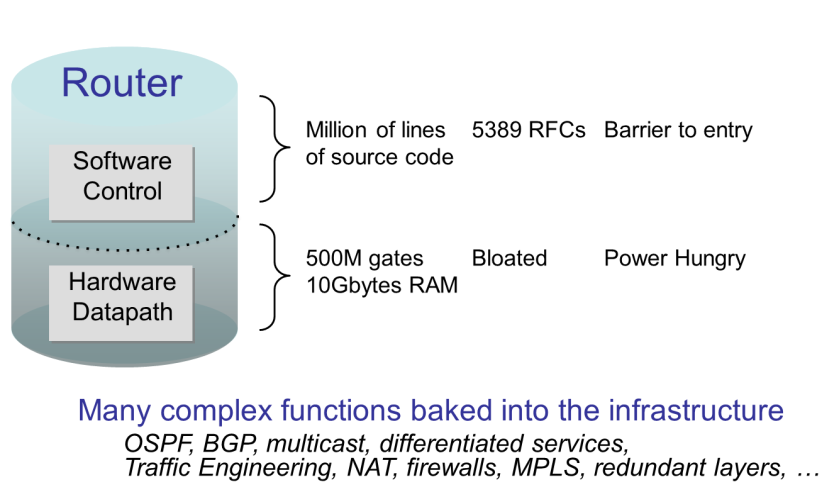 Router
Software
Control
Million of lines
of source code
5389 RFCs
Barrier to entry
Hardware
Datapath
500M gates
10Gbytes RAM
Bloated
Power Hungry
Many complex functions baked into the infrastructure
OSPF, BGP, multicast, differentiated services,
Traffic Engineering, NAT, firewalls, MPLS, redundant layers, …